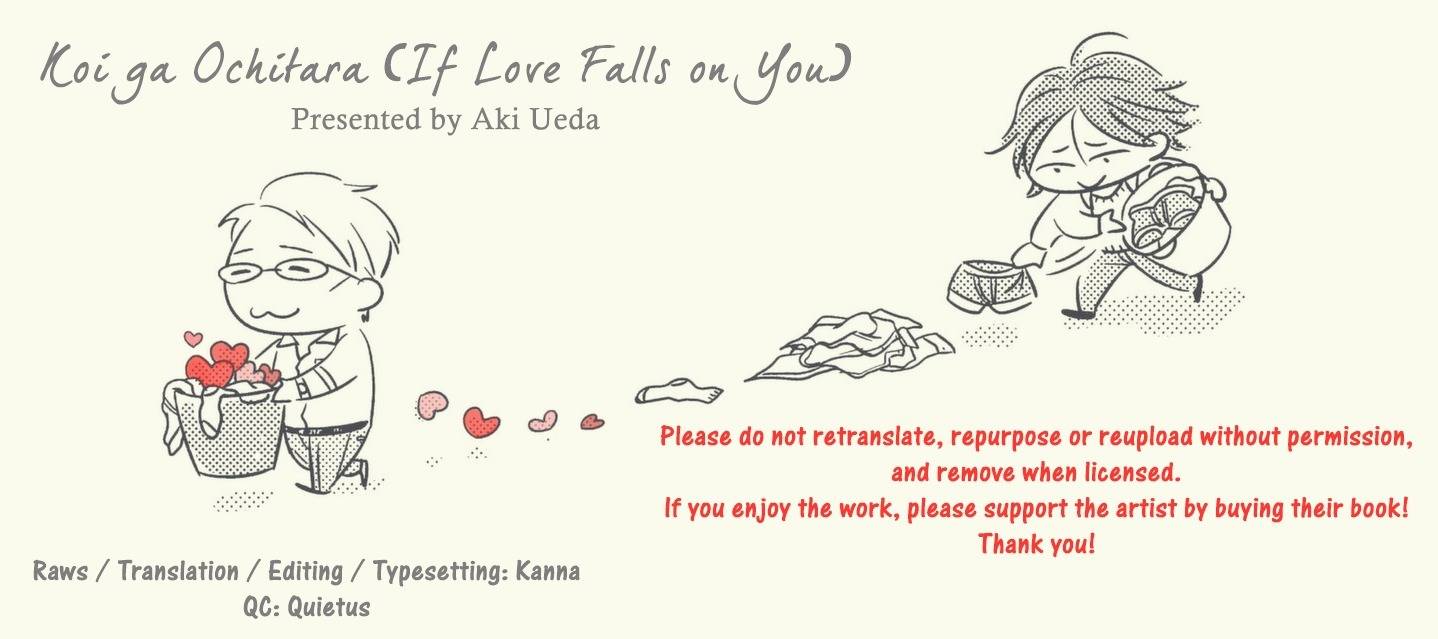 Koi ga Ochitara (If Love Falls on You)
Presented by Aki Ueda
Please do not retranslate, repurpose or reupload without permission,
and remove when licensed.
If you enjoy the work, please support the artist by buying their book!
Thank you!
Raws / Translation / Editing / Typesetting: Kanna
QC: Quietus